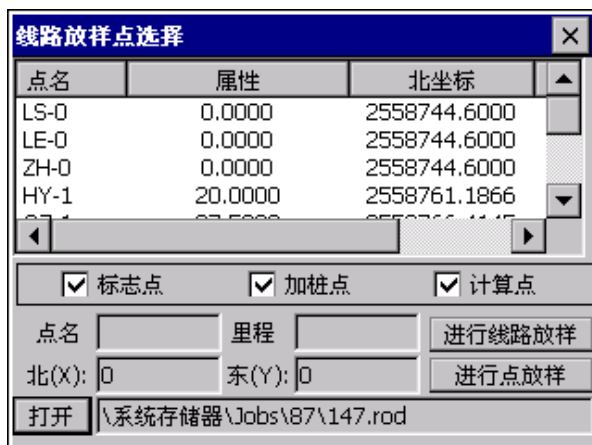 线路放样点选择
点名 属性 北坐标
LS-0 0.0000 2558744.6000
LE-0 0.0000 2558744.6000
ZH-0 0.0000 2558744.6000
HY-1 20.0000 2558761.1866
标志点 加桩点 计算点
点名 里程 进行线路放样
北(X): 0 东(Y): 0 进行点放样
打开 \系统存储器\Jobs\87\147.rod